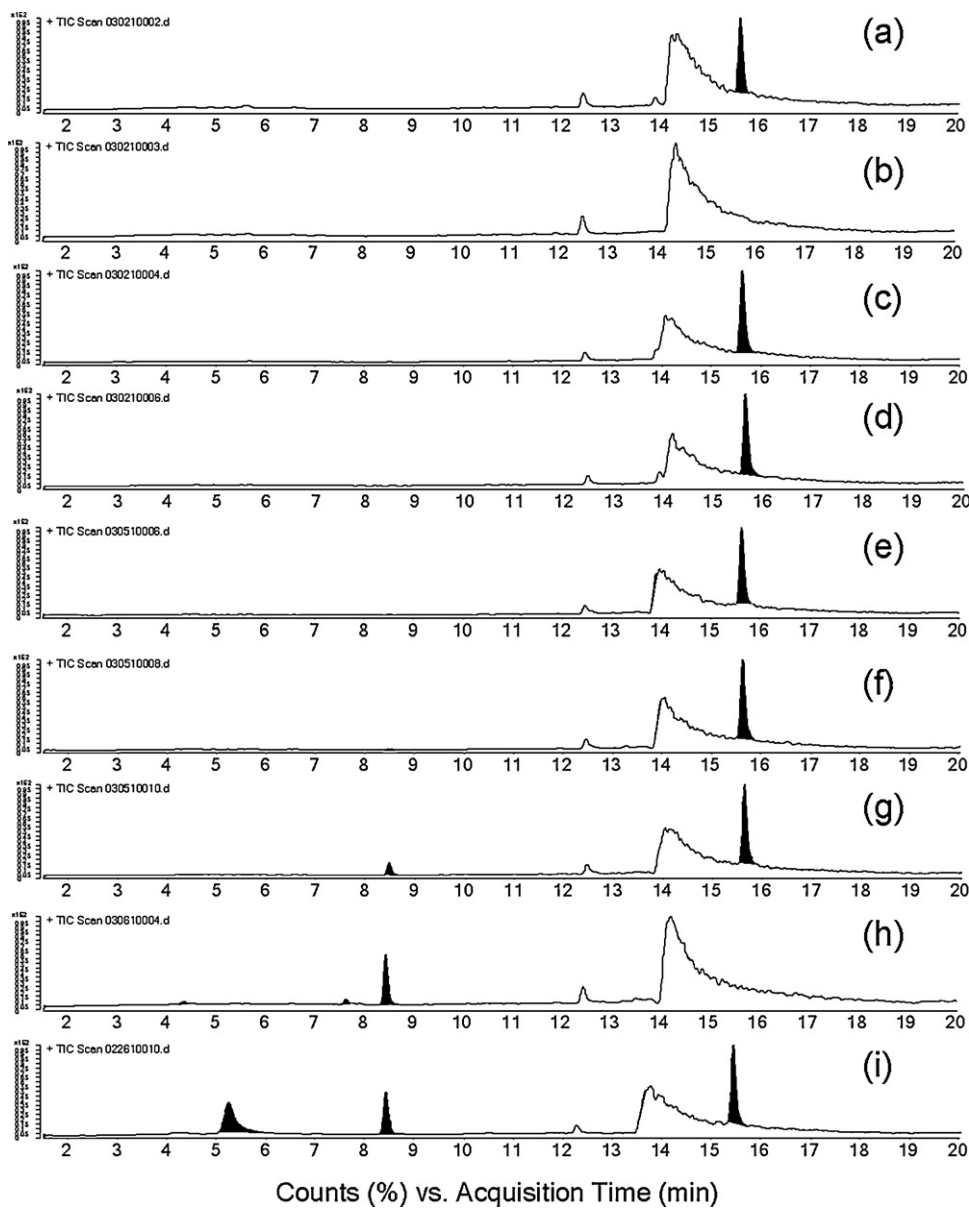 x1E2
+ TIC Scan 030210002.d
(a)
2 3 4 5 6 7 8 9 10 11 12 13 14 15 16 17 18 19 20
x1E2
+ TIC Scan 030210003.d
(b)
2 3 4 5 6 7 8 9 10 11 12 13 14 15 16 17 18 19 20
x1E2
+ TIC Scan 030210004.d
(c)
2 3 4 5 6 7 8 9 10 11 12 13 14 15 16 17 18 19 20
x1E2
+ TIC Scan 030210006.d
(d)
2 3 4 5 6 7 8 9 10 11 12 13 14 15 16 17 18 19 20
x1E2
+ TIC Scan 030510006.d
(e)
2 3 4 5 6 7 8 9 10 11 12 13 14 15 16 17 18 19 20
x1E2
+ TIC Scan 030510008.d
(f)
2 3 4 5 6 7 8 9 10 11 12 13 14 15 16 17 18 19 20
x1E2
+ TIC Scan 030510010.d
(g)
2 3 4 5 6 7 8 9 10 11 12 13 14 15 16 17 18 19 20
x1E2
+ TIC Scan 030610004.d
(h)
2 3 4 5 6 7 8 9 10 11 12 13 14 15 16 17 18 19 20
x1E2
+ TIC Scan 022610010.d
(i)
2 3 4 5 6 7 8 9 10 11 12 13 14 15 16 17 18 19 20
Counts (%) vs. Acquisition Time (min)